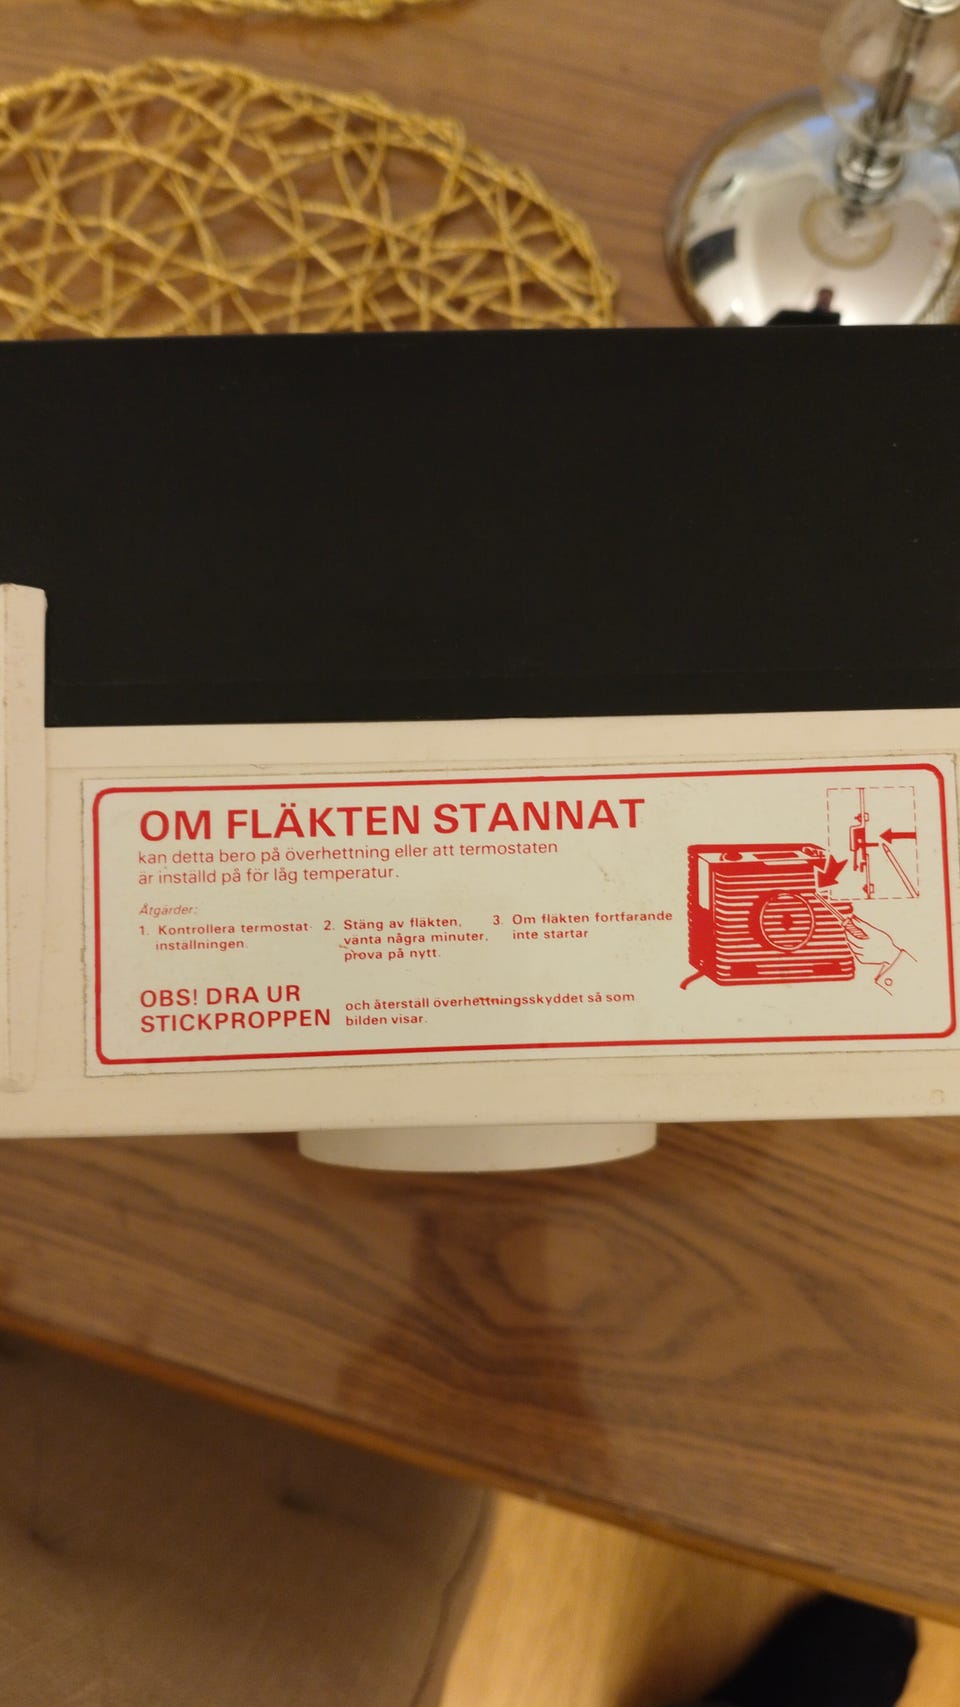 OM FLÄKTEN STANNAT
kan detta bero på överhettning eller att termostaten
är inställd på för låg temperatur.
Åtgärder:
1. Kontrollera termostat-
inställningen.
2. Stäng av fläkten,
vänta några minuter,
prova på nytt.
3. Om fläkten fortfarande
inte startar
OBS! DRA UR
STICKPROPPEN
och återställ överhettningsskyddet så som
bilden visar.